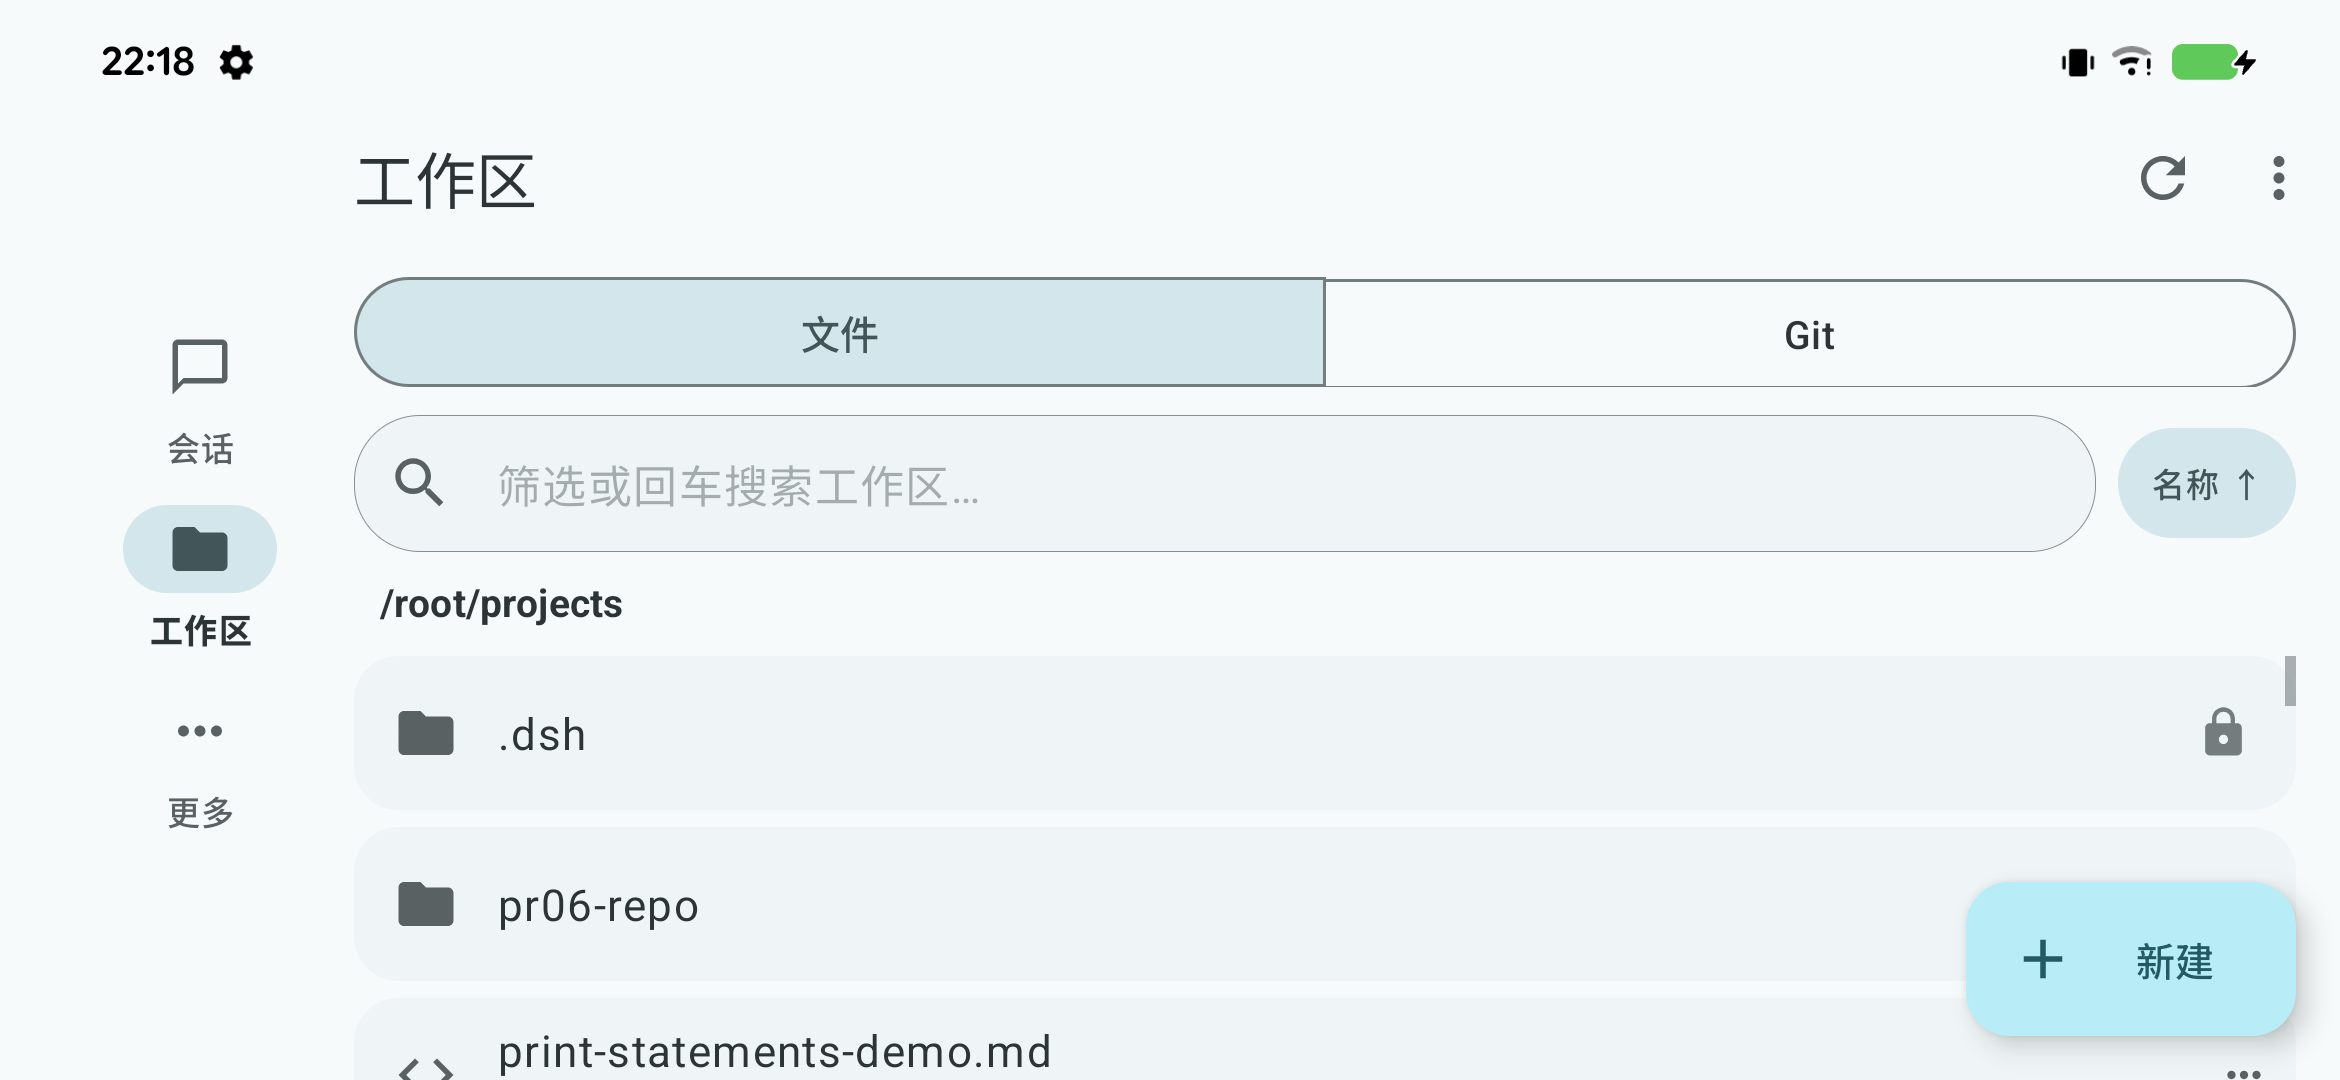 22:18
工作区
文件
Git
会话
筛选或回车搜索工作区...
名称 ↑
/root/projects
工作区
.dsh
更多
pr06-repo
新建
print-statements-demo.md